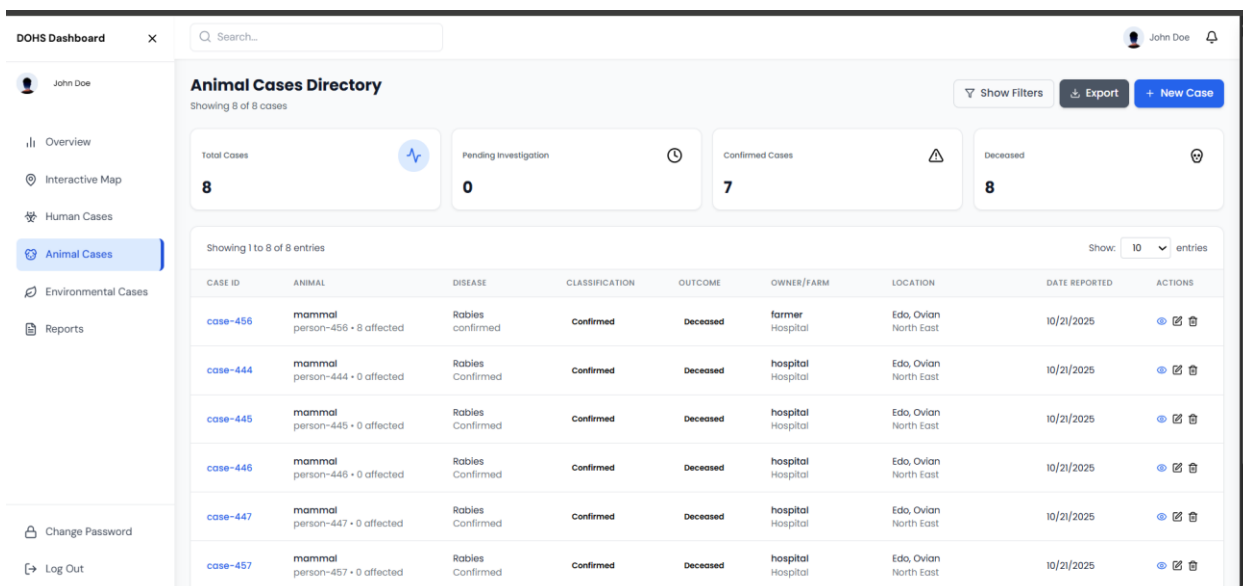 DOHS Dashboard
Search...
John Doe
John Doe
Overview
Interactive Map
Human Cases
Animal Cases
Environmental Cases
Reports
Change Password
Log Out
Animal Cases Directory
Showing 8 of 8 cases
Show Filters
Export
+ New Case
Total Cases
8
Pending Investigation
0
Confirmed Cases
7
Deceased
8
Showing 1 to 8 of 8 entries
Show: 10 entries
CASE ID ANIMAL DISEASE CLASSIFICATION OUTCOME OWNER/FARM LOCATION DATE REPORTED ACTIONS
case-456 mammal Rabies Confirmed Deceased farmer Edo, Ovian 10/21/2025
person-456 • 8 affected confirmed Hospital North East
case-444 mammal Rabies Confirmed Deceased hospital Edo, Ovian 10/21/2025
person-444 • 0 affected Confirmed Hospital North East
case-445 mammal Rabies Confirmed Deceased hospital Edo, Ovian 10/21/2025
person-445 • 0 affected Confirmed Hospital North East
case-446 mammal Rabies Confirmed Deceased hospital Edo, Ovian 10/21/2025
person-446 • 0 affected Confirmed Hospital North East
case-447 mammal Rabies Confirmed Deceased hospital Edo, Ovian 10/21/2025
person-447 • 0 affected Confirmed Hospital North East
case-457 mammal Rabies Confirmed Deceased hospital Edo, Ovian 10/21/2025
person-457 • 0 affected Confirmed Hospital North East